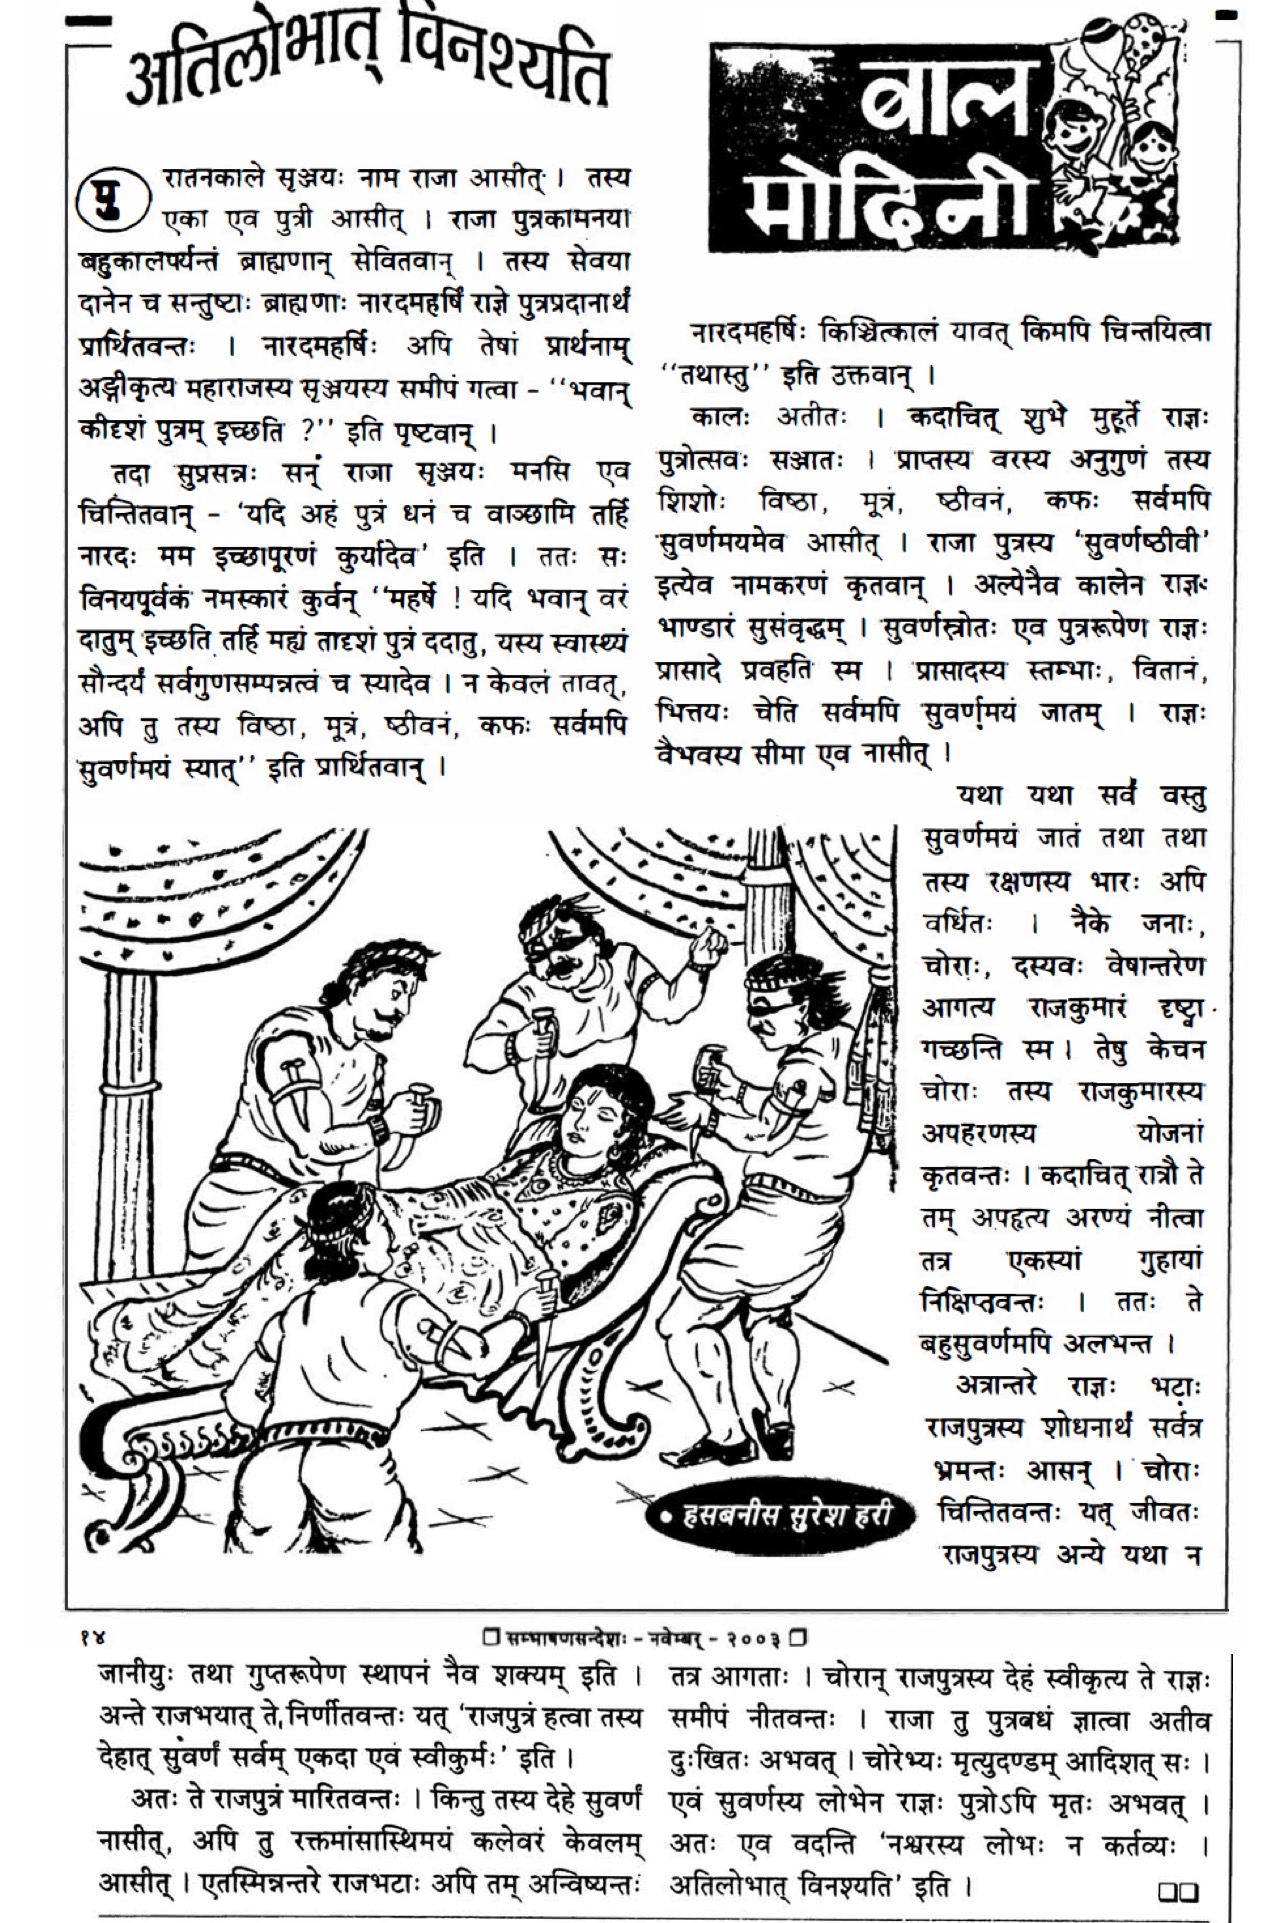 अतिलोभात् विनश्यति
बाल
मोदिनी
पुरातनकाले सृञ्जयः नाम राजा आसीत् । तस्य
एका एव पुत्री आसीत् । राजा पुत्रकामनया
बहुकालपर्यन्तं ब्राह्मणान् सेवितवान् । तस्य सेवया
दानेन च सन्तुष्टाः ब्राह्मणाः नारदमहर्षिं राज्ञे पुत्रप्रदानार्थं
प्रार्थितवन्तः । नारदमहर्षिः अपि तेषां प्रार्थनाम्
अङ्गीकृत्य महाराजस्य सृञ्जयस्य समीपं गत्वा – ‘‘भवान्
कीदृशं पुत्रम् इच्छति ?’’ इति पृष्टवान् ।
तदा सुप्रसन्नः सन् राजा सृञ्जयः मनसि एव
चिन्तितवान् – ‘यदि अहं पुत्रं धनं च वाञ्छामि तर्हि
नारदः मम इच्छापूरणं कुर्यादेव’ इति । ततः सः
विनयपूर्वकं नमस्कारं कुर्वन् ‘‘महर्षे ! यदि भवान् वरं
दातुम् इच्छति तर्हि मह्यं तादृशं पुत्रं ददातु, यस्य स्वास्थ्यं
सौन्दर्यं सर्वगुणसम्पन्नत्वं च स्यादेव । न केवलं तावत्,
अपि तु तस्य विष्ठा, मूत्रं, ष्ठीवनं, कफः सर्वमपि
सुवर्णमयं स्यात्’’ इति प्रार्थितवान् ।
नारदमहर्षिः किञ्चित्कालं यावत् किमपि चिन्तयित्वा
‘‘तथास्तु’’ इति उक्तवान् ।
कालः अतीतः । कदाचित् शुभे मुहूर्ते राज्ञः
पुत्रोत्सवः सञ्जातः । प्राप्तस्य वरस्य अनुगुणं तस्य
शिशोः विष्ठा, मूत्रं, ष्ठीवनं, कफः सर्वमपि
सुवर्णमयमेव आसीत् । राजा पुत्रस्य ‘सुवर्णष्ठीवी’
इत्येव नामकरणं कृतवान् । अल्पेनैव कालेन राज्ञः
भाण्डारं सुसंवृद्धम् । सुवर्णस्रोतः एव पुत्ररूपेण राज्ञः
प्रासादे प्रवहति स्म । प्रासादस्य स्तम्भाः, वितानं,
भित्तयः चेति सर्वमपि सुवर्णमयं जातम् । राज्ञः
वैभवस्य सीमा एव नासीत् ।
यथा यथा सर्वं वस्तु
सुवर्णमयं जातं तथा तथा
तस्य रक्षणस्य भारः अपि
वर्धितः । नैके जनाः,
चोराः, दस्यवः वेषान्तरेण
आगत्य राजकुमारं दृष्ट्वा
गच्छन्ति स्म । तेषु केचन
चोराः तस्य राजकुमारस्य
अपहरणस्य योजनां
कृतवन्तः । कदाचित् रात्रौ ते
तम् अपहृत्य अरण्यं नीत्वा
तत्र एकस्यां गुहायां
निक्षिप्तवन्तः । ततः ते
बहुसुवर्णमपि अलभन्त ।
अत्रान्तरे राज्ञः भटाः
राजपुत्रस्य शोधनार्थं सर्वत्र
भ्रमन्तः आसन् । चोराः
चिन्तितवन्तः यत् जीवतः
राजपुत्रस्य अन्ये यथा न
• हसबनीस सुरेश हरी
१४
❐ सम्भाषणसन्देशः – नवेम्बर् – २००३ ❐
जानीयुः तथा गुप्तरूपेण स्थापनं नैव शक्यम् इति ।
अन्ते राजभयात् ते निर्णीतवन्तः यत् ‘राजपुत्रं हत्वा तस्य
देहात् सुवर्णं सर्वम् एकदा एव स्वीकुर्मः’ इति ।
अतः ते राजपुत्रं मारितवन्तः । किन्तु तस्य देहे सुवर्णं
नासीत्, अपि तु रक्तमांसास्थिमयं कलेवरं केवलम्
आसीत् । एतस्मिन्नन्तरे राजभटाः अपि तम् अन्विष्यन्तः
तत्र आगताः । चोरान् राजपुत्रस्य देहं स्वीकृत्य ते राज्ञः
समीपं नीतवन्तः । राजा तु पुत्रबधं ज्ञात्वा अतीव
दुःखितः अभवत् । चोरेभ्यः मृत्युदण्डम् आदिशत् सः ।
एवं सुवर्णस्य लोभेन राज्ञः पुत्रोऽपि मृतः अभवत् ।
अतः एव वदन्ति ‘नश्वरस्य लोभः न कर्तव्यः ।
अतिलोभात् विनश्यति’ इति । ❐❐